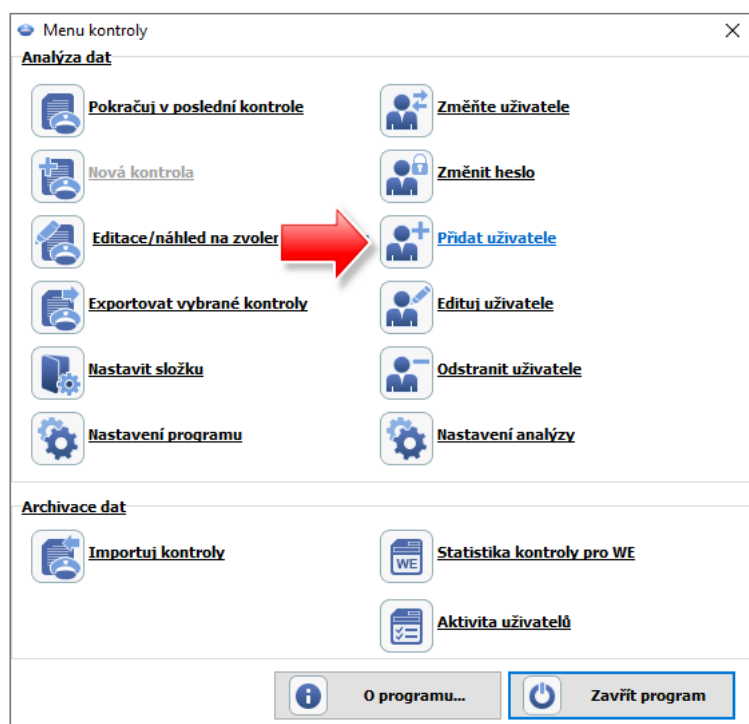 Menu kontroly
Analýza dat
Pokračuj v poslední kontrole
Nová kontrola
Editace/náhled na
Exportovat vybrané kontroly
Nastavit složku
Nastavení programu
Změňte uživatele
Změnit heslo
Přidat uživatele
Edituj uživatele
Odstranit uživatele
Nastavení analýzy
Archivace dat
Importuj kontroly
WE
Statistika kontroly pro WE
Aktivita uživatelů
O programu...
Zavřít program